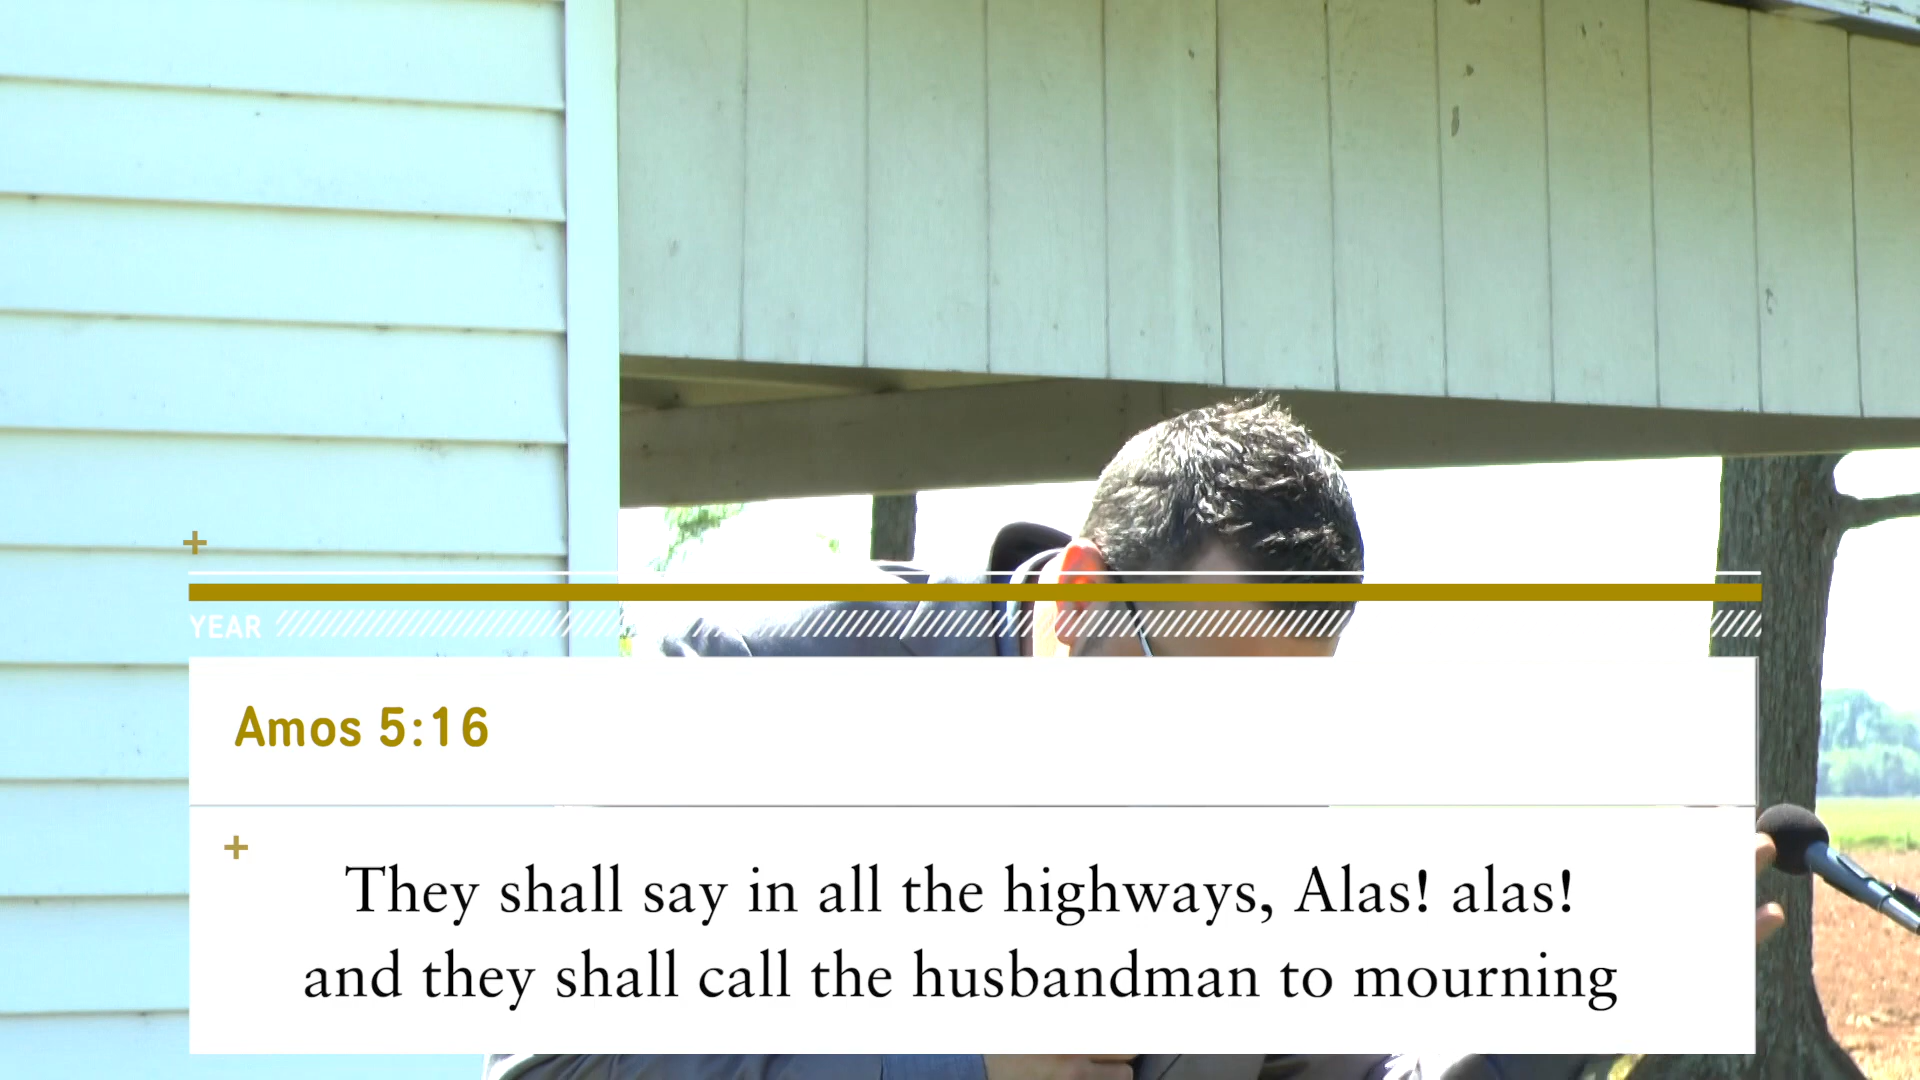 YEAR
Amos 5:16
They shall say in all the highways, Alas! alas!
and they shall call the husbandman to mourning